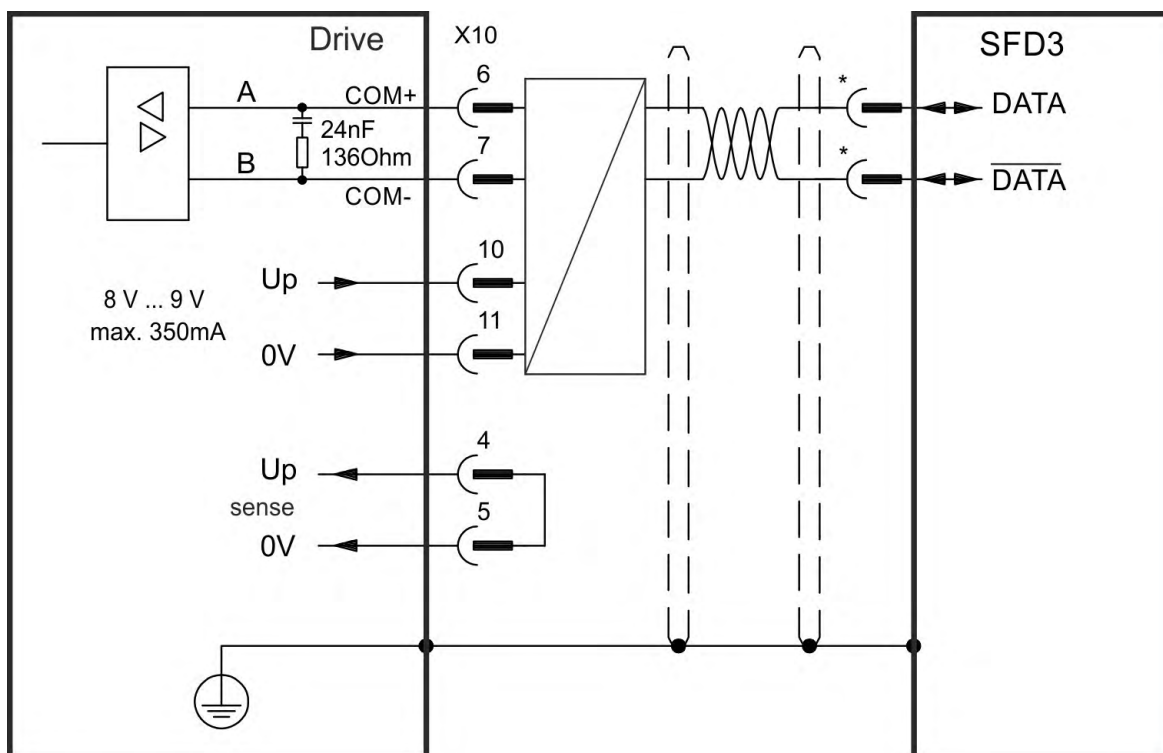 Drive
X10
SFD3
6
*
A
COM+
DATA
24nF
136Ohm
7
*
B
COM-
DATA
10
Up
8 V ... 9 V
max. 350mA
11
0V
4
Up
sense
5
0V